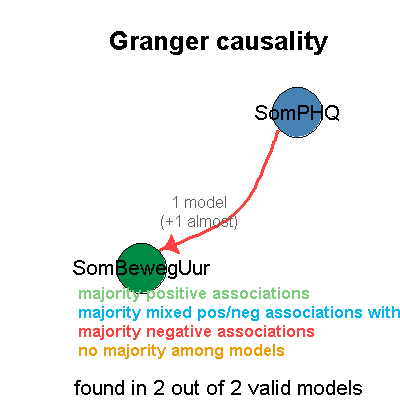 Granger causality
SomPHQ
1 model
(+1 almost)
SomBewegUur
majority positive associations
majority mixed pos/neg associations with
majority negative associations
no majority among models
found in 2 out of 2 valid models